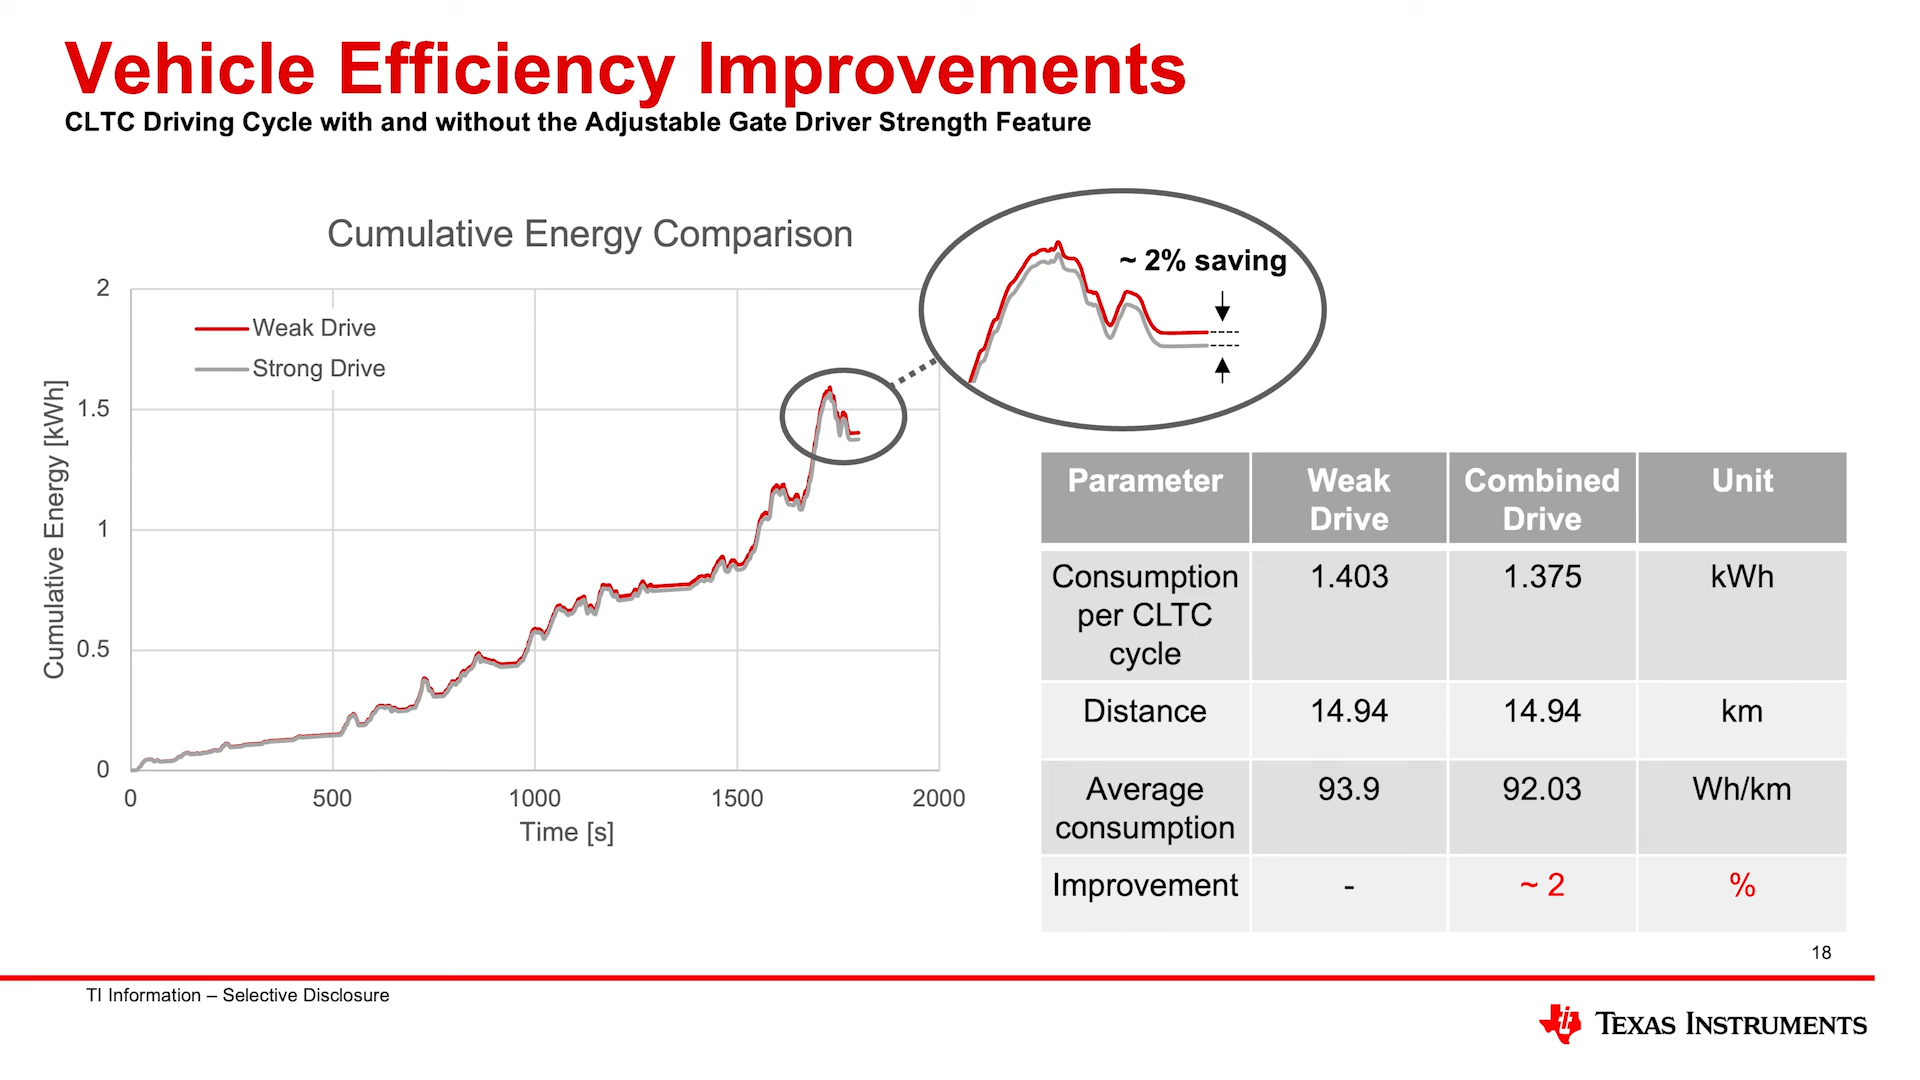 Vehicle Efficiency Improvements
CLTC Driving Cycle with and without the Adjustable Gate Driver Strength Feature
Cumulative Energy Comparison
Weak Drive
Strong Drive
Cumulative Energy [kWh]
2
1.5
1
0.5
0
0 500 1000 1500 2000
Time [s]
~ 2% saving
Parameter Weak Drive Combined Drive Unit
Consumption per CLTC cycle 1.403 1.375 kWh
Distance 14.94 14.94 km
Average consumption 93.9 92.03 Wh/km
Improvement - ~ 2 %
18
TI Information – Selective Disclosure
TEXAS INSTRUMENTS